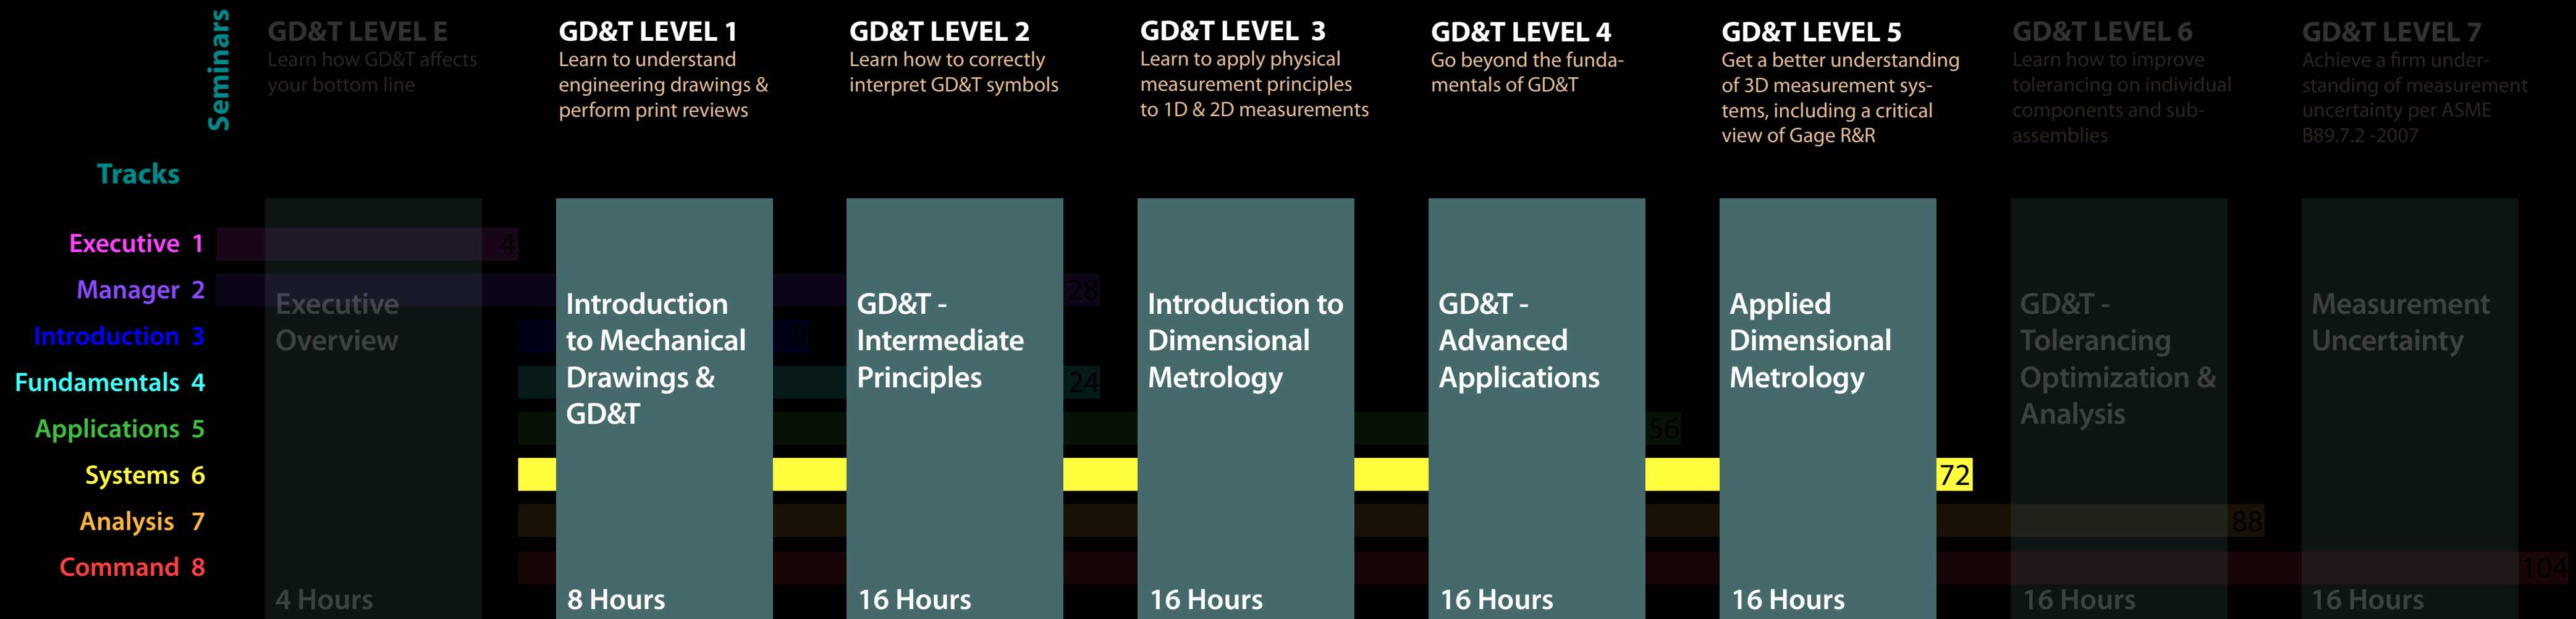 Seminars
GD&T LEVEL E
Learn how GD&T affects
your bottom line
GD&T LEVEL 1
Learn to understand
engineering drawings &
perform print reviews
GD&T LEVEL 2
Learn how to correctly
interpret GD&T symbols
GD&T LEVEL 3
Learn to apply physical
measurement principles
to 1D & 2D measurements
GD&T LEVEL 4
Go beyond the funda-
mentals of GD&T
GD&T LEVEL 5
Get a better understanding
of 3D measurement sys-
tems, including a critical
view of Gage R&R
GD&T LEVEL 6
Learn how to improve
tolerancing on individual
components and sub-
assemblies
GD&T LEVEL 7
Achieve a firm under-
standing of measurement
uncertainty per ASME
B89.7.2 -2007
Tracks
Executive 1
Manager 2
Introduction 3
Fundamentals 4
Applications 5
Systems 6
Analysis 7
Command 8
4
28
24
56
72
88
104
Executive
Overview
4 Hours
Introduction
to Mechanical
Drawings &
GD&T
8 Hours
GD&T -
Intermediate
Principles
16 Hours
Introduction to
Dimensional
Metrology
16 Hours
GD&T -
Advanced
Applications
16 Hours
Applied
Dimensional
Metrology
16 Hours
GD&T -
Tolerancing
Optimization &
Analysis
16 Hours
Measurement
Uncertainty
16 Hours